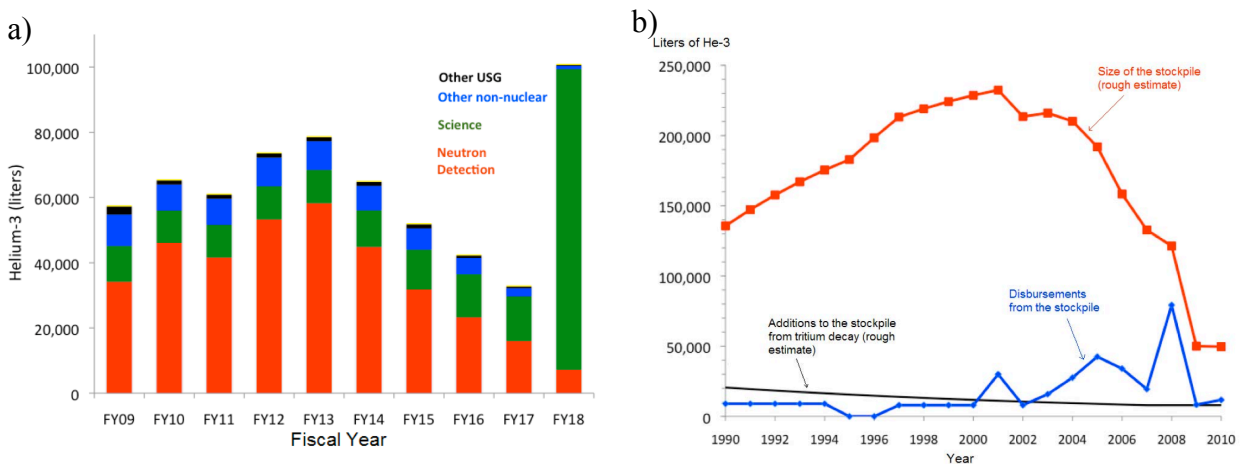 a)
Helium-3 (liters)
100,000
80,000
60,000
40,000
20,000
0
Other USG
Other non-nuclear
Science
Neutron
Detection
FY09 FY10 FY11 FY12 FY13 FY14 FY15 FY16 FY17 FY18
Fiscal Year
b)
Liters of He-3
250,000
200,000
150,000
100,000
50,000
0
Size of the stockpile
(rough estimate)
Disbursements
from the stockpile
Additions to the stockpile
from tritium decay (rough
estimate)
1990 1992 1994 1996 1998 2000 2002 2004 2006 2008 2010
Year